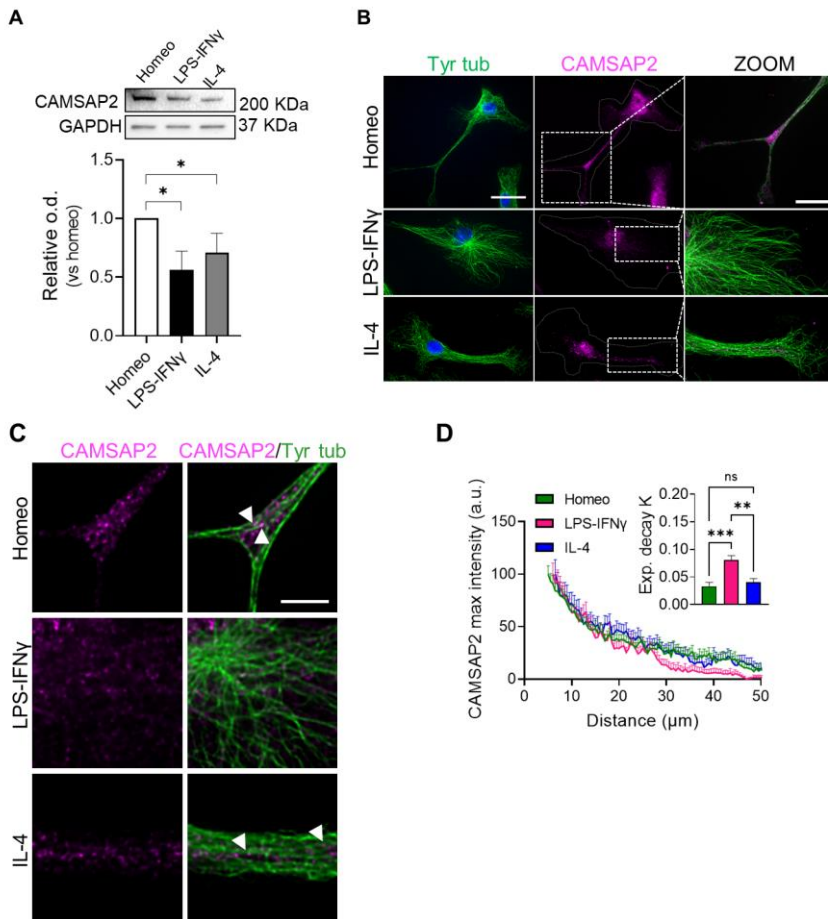 A
Homeo
LPS-IFNγ
IL-4
CAMSAP2
200 KDa
GAPDH
37 KDa
Relative o.d.
(vs homeo)
1.5
1.0
0.5
0.0
*
*
Homeo
LPS-IFNγ
IL-4
B
Tyr tub
CAMSAP2
ZOOM
Homeo
LPS-IFNγ
IL-4
C
CAMSAP2
CAMSAP2/Tyr tub
Homeo
LPS-IFNγ
IL-4
D
CAMSAP2 max intensity (a.u.)
150
100
50
0
10 20 30 40 50
Distance (µm)
Homeo
LPS-IFNγ
IL-4
Exp. decay K
0.20
0.15
0.10
0.05
0.00
ns
**
***